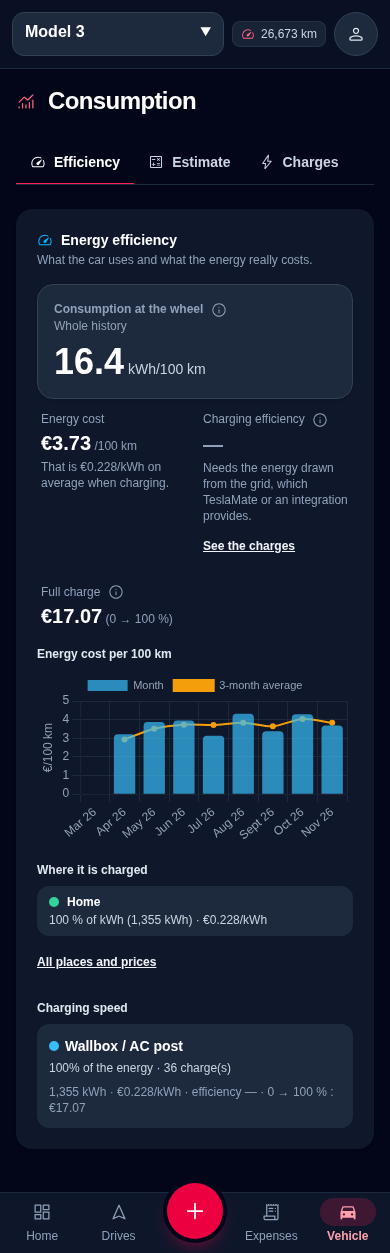 Model 3
26,673 km
Consumption
Efficiency
Estimate
Charges
Energy efficiency
What the car uses and what the energy really costs.
Consumption at the wheel
Whole history
16.4 kWh/100 km
Energy cost
€3.73 /100 km
That is €0.228/kWh on
average when charging.
Charging efficiency
—
Needs the energy drawn
from the grid, which
TeslaMate or an integration
provides.
See the charges
Full charge
€17.07 (0 → 100 %)
Energy cost per 100 km
Month
3-month average
€/100 km
5
4
3
2
1
0
Mar 26
Apr 26
May 26
Jun 26
Jul 26
Aug 26
Sept 26
Oct 26
Nov 26
Where it is charged
Home
100 % of kWh (1,355 kWh) · €0.228/kWh
All places and prices
Charging speed
Wallbox / AC post
100% of the energy · 36 charge(s)
1,355 kWh · €0.228/kWh · efficiency — · 0 → 100 % :
€17.07
Home
Drives
Expenses
Vehicle